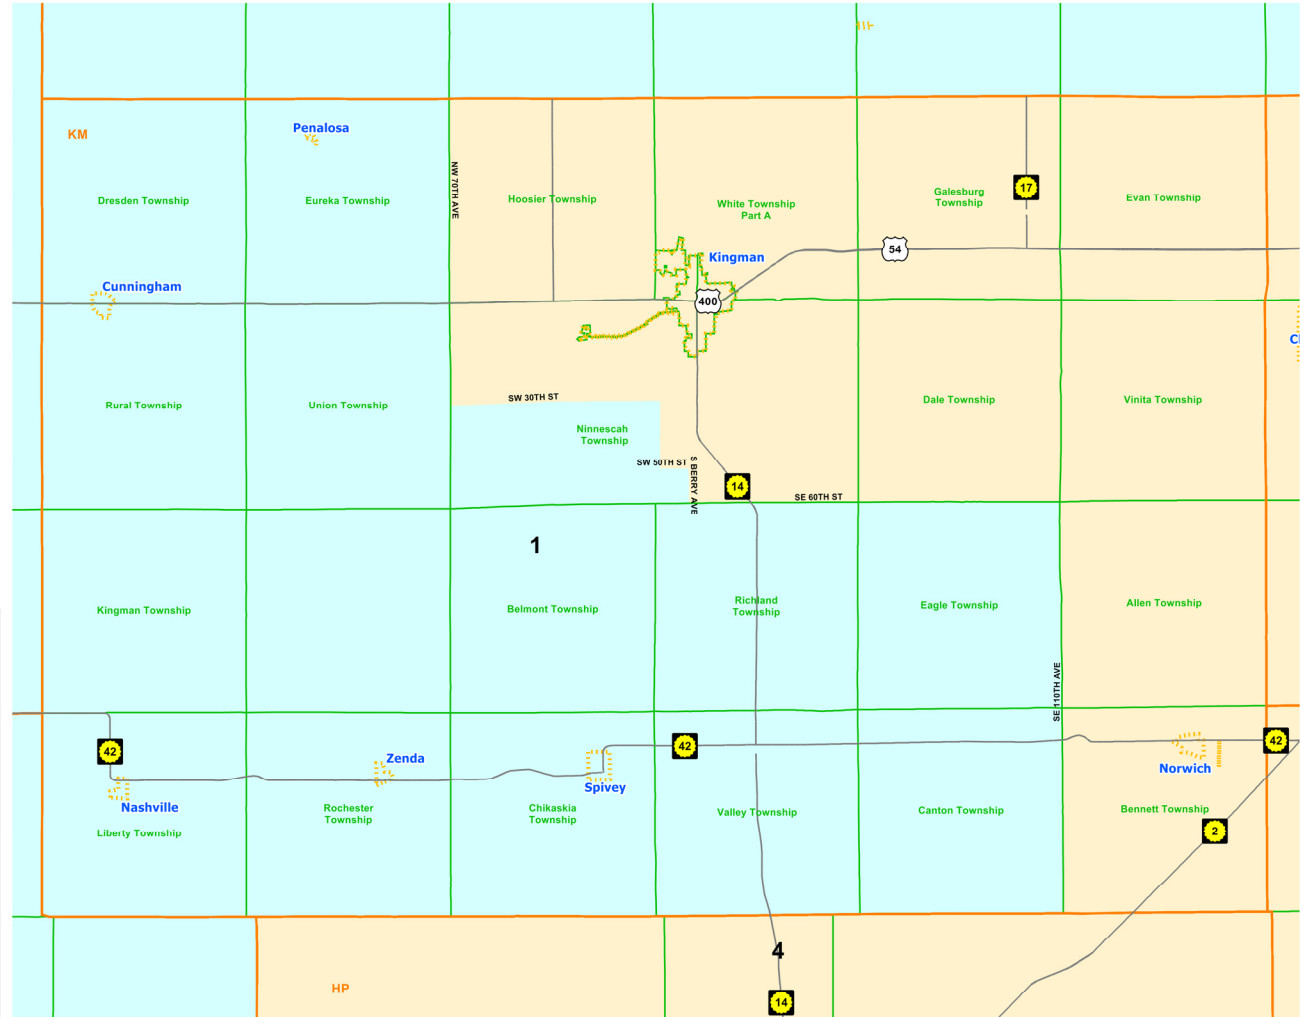 KM
Penalosa
NW 70TH AVE
17
Dresden Township
Eureka Township
Hoosier Township
White Township
Part A
Galesburg
Township
Evan Township
54
Kingman
Cunningham
400
SW 30TH ST
Rural Township
Union Township
Dale Township
Vinita Township
Ninnescah
Township
SW 50TH ST
S BERRY AVE
14
SE 60TH ST
1
Kingman Township
Belmont Township
Richland
Township
Eagle Township
Allen Township
SE 110TH AVE
42
42
42
Zenda
Norwich
Spivey
Nashville
Liberty Township
Rochester
Township
Chikaskia
Township
Valley Township
Canton Township
Bennett Township
2
4
HP
14